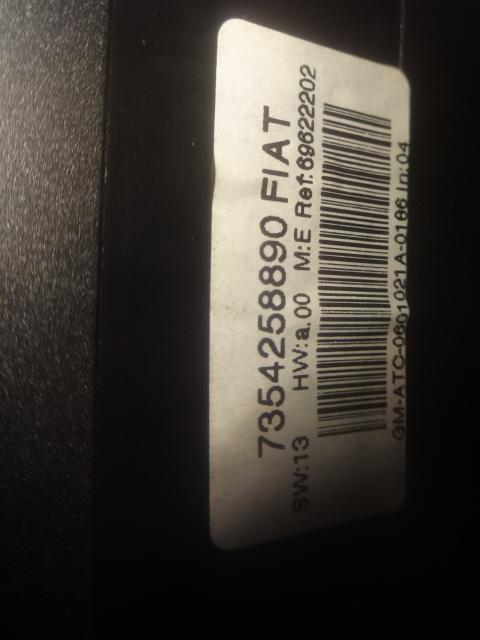 7354258890 FIAT
SW:13 HW:a.00 M:E Ref:69622202
GM-ATC-0601021A-0186 In:04